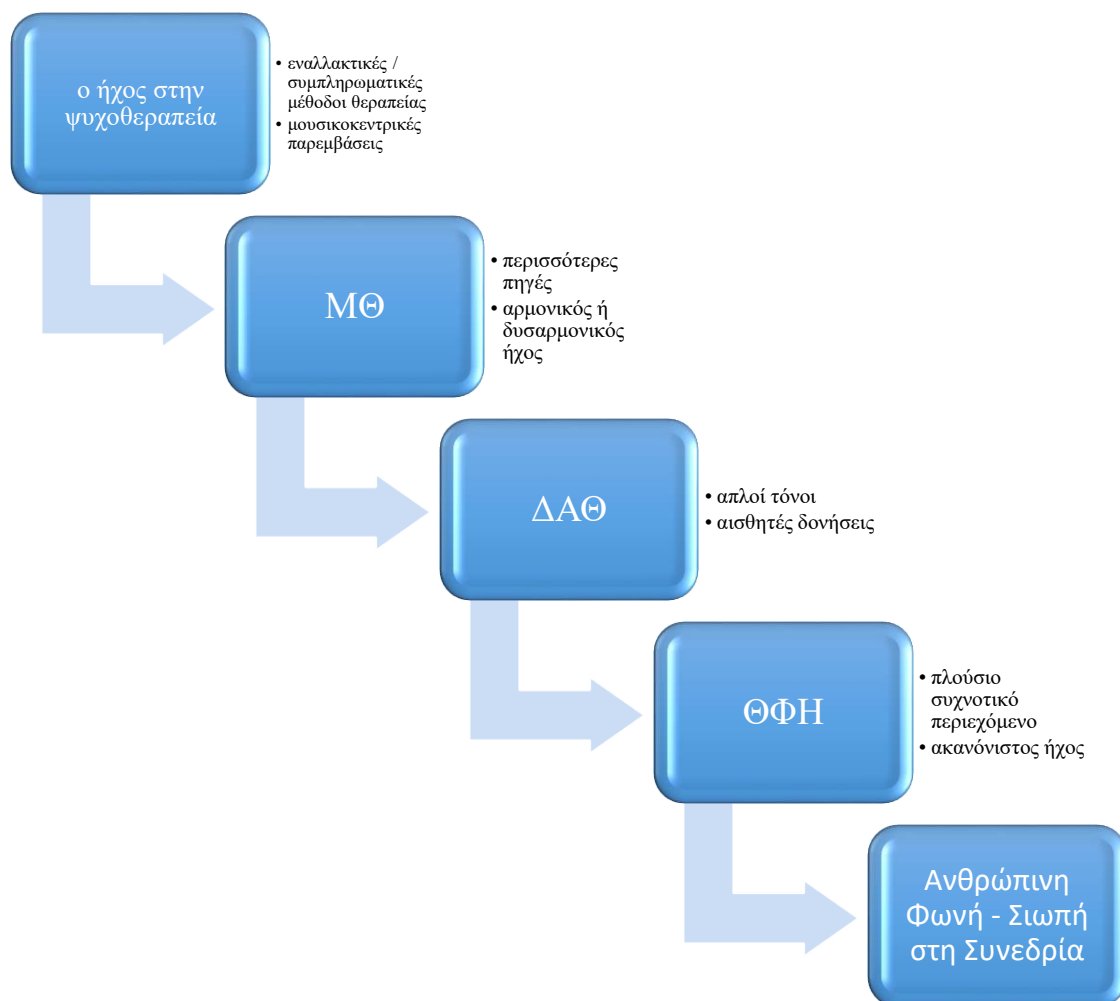 ο ήχος στην
ψυχοθεραπεία
• εναλλακτικές /
συμπληρωματικές
μέθοδοι θεραπείας
• μουσικοκεντρικές
παρεμβάσεις
ΜΘ
• περισσότερες
πηγές
• αρμονικός ή
δυσαρμονικός
ήχος
ΔΑΘ
• απλοί τόνοι
• αισθητές δονήσεις
ΘΦΗ
• πλούσιο
συχνοτικό
περιεχόμενο
• ακανόνιστος ήχος
Ανθρώπινη
Φωνή - Σιωπή
στη Συνεδρία